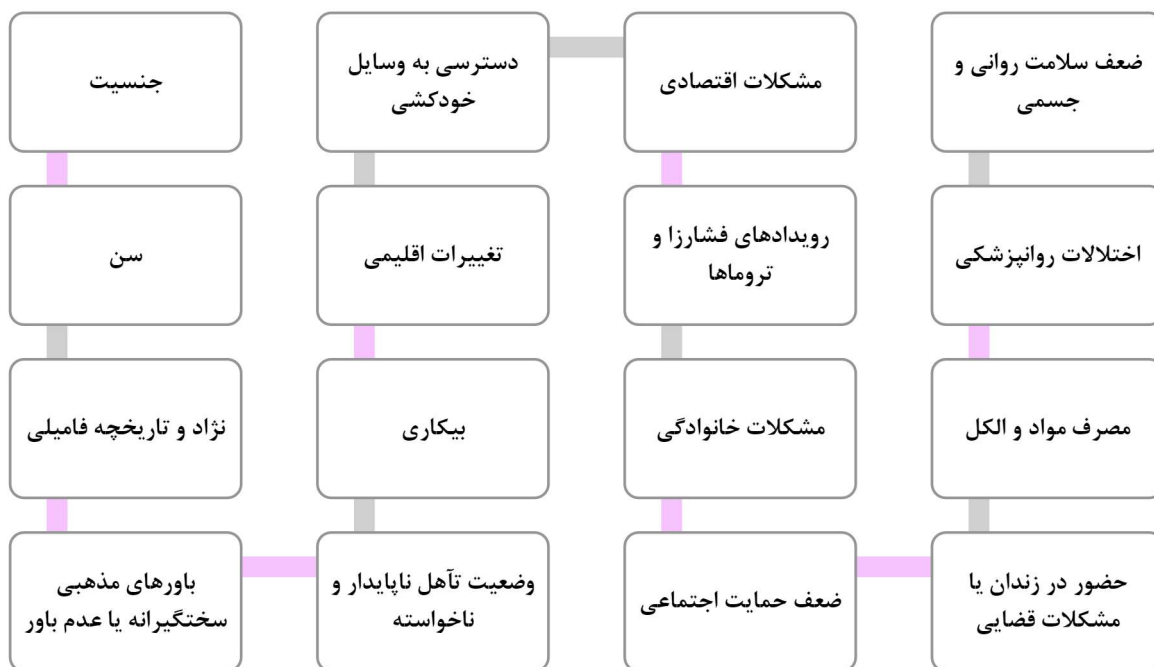 ضعف سلامت روانی و
جسمی
اختلالات روانپزشکی
مصرف مواد و الکل
حضور در زندان یا
مشکلات قضایی
ضعف حمایت اجتماعی
مشکلات خانوادگی
رویدادهای فشارزا و
تروماها
مشکلات اقتصادی
دسترسی به وسایل
خودکشی
تغییرات اقلیمی
بیکاری
وضعیت تآهل ناپایدار و
ناخواسته
باورهای مذهبی
سختگیرانه یا عدم باور
نژاد و تاریخچه فامیلی
سن
جنسیت